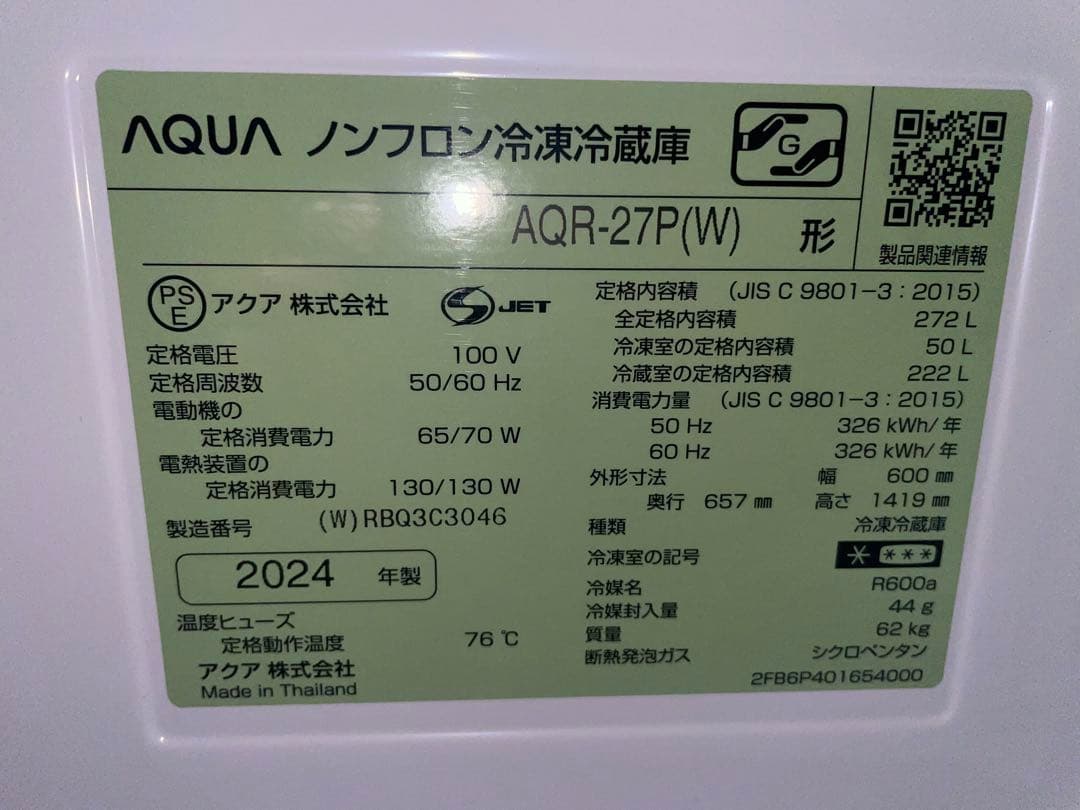 AQUA ノンフロン冷凍冷蔵庫
G
AQR-27P(W) 形
製品関連情報
PS
E
アクア 株式会社
S JET
定格電圧 100 V
定格周波数 50/60 Hz
電動機の
定格消費電力 65/70 W
電熱装置の
定格消費電力 130/130 W
製造番号 (W)RBQ3C3046
2024 年製
温度ヒューズ
定格動作温度 76 ℃
アクア 株式会社
Made in Thailand
定格内容積 (JIS C 9801-3:2015)
全定格内容積 272 L
冷凍室の定格内容積 50 L
冷蔵室の定格内容積 222 L
消費電力量 (JIS C 9801-3:2015)
50 Hz 326 kWh/年
60 Hz 326 kWh/年
外形寸法 幅 600 ㎜
奥行 657 ㎜ 高さ 1419 ㎜
種類 冷凍冷蔵庫
冷凍室の記号 * ***
冷媒名 R600a
冷媒封入量 44 g
質量 62 kg
断熱発泡ガス シクロペンタン
2FB6P401654000